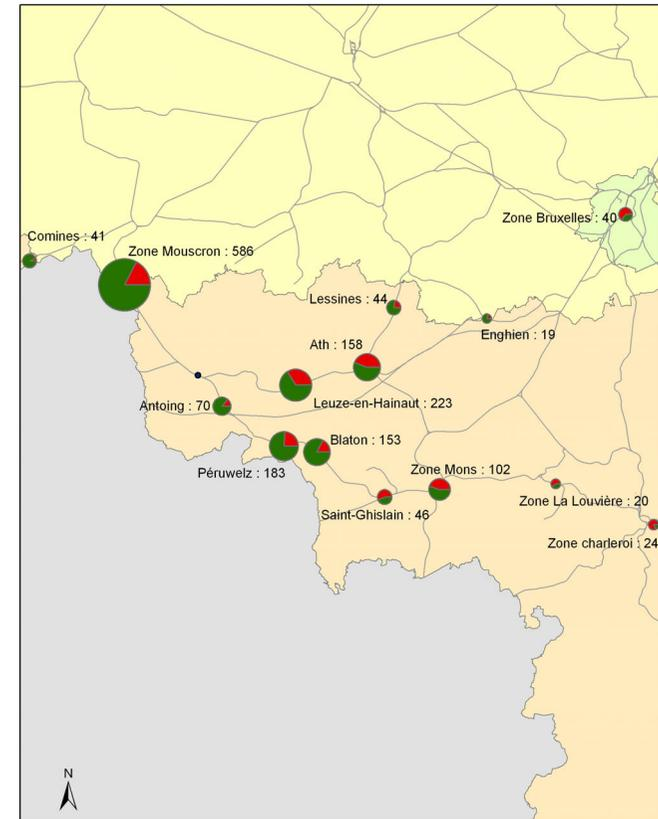 Comines : 41
Zone Mouscron : 586
Zone Bruxelles : 40
Lessines : 44
Enghien : 19
Ath : 158
Leuze-en-Hainaut : 223
Antoing : 70
Blaton : 153
Péruwelz : 183
Zone Mons : 102
Zone La Louvière : 20
Saint-Ghislain : 46
Zone charleroi : 24
N